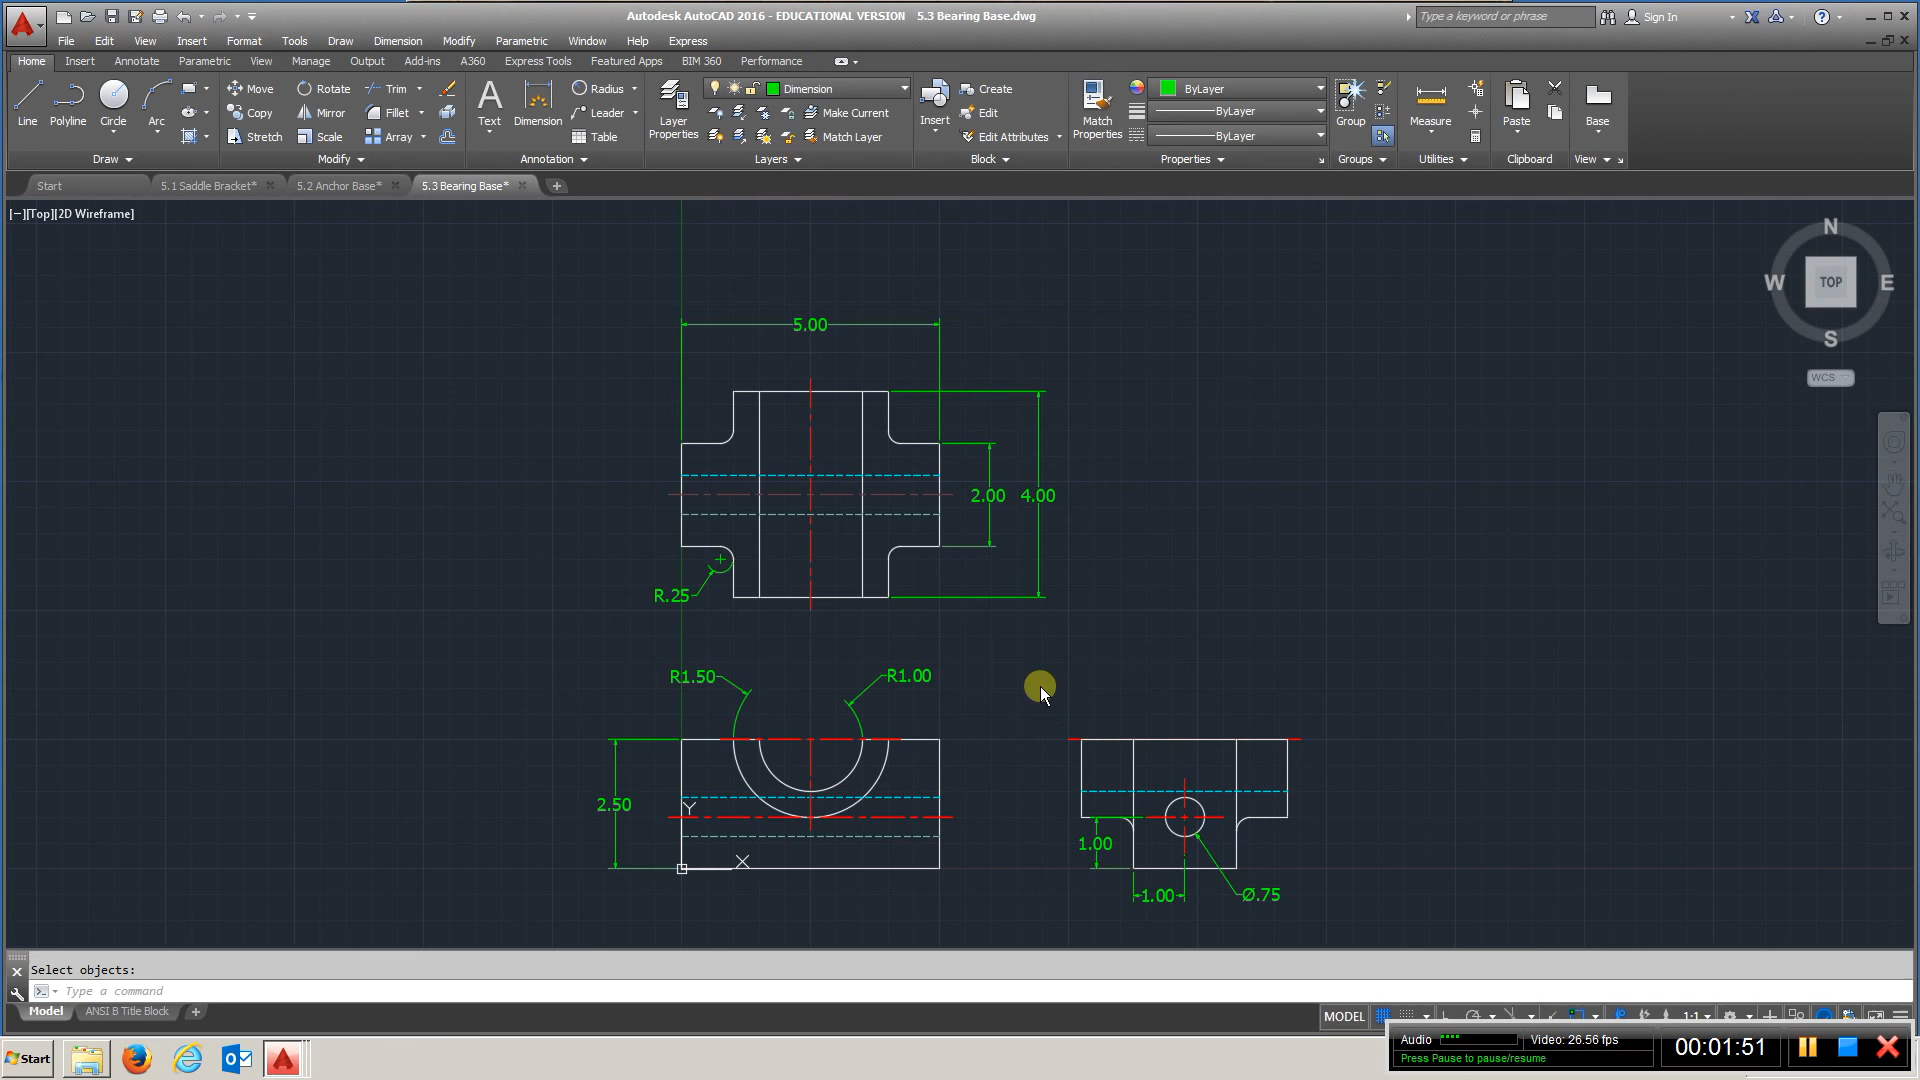 Autodesk AutoCAD 2016 - EDUCATIONAL VERSION 5.3 Bearing Base.dwg
Type a keyword or phrase
Sign In
File Edit View Insert Format Tools Draw Dimension Modify Parametric Window Help Express
Home Insert Annotate Parametric View Manage Output Add-ins A360 Express Tools Featured Apps BIM 360 Performance
Line Polyline Circle Arc
Move Rotate Trim
Copy Mirror Fillet
Stretch Scale Array
Text Dimension
Radius
Leader
Table
Layer Properties
Dimension
Make Current
Match Layer
Insert
Create
Edit
Edit Attributes
Match Properties
ByLayer
ByLayer
ByLayer
Group
Measure
Paste
Base
Draw Modify Annotation Layers Block Properties Groups Utilities Clipboard View
Start 5.1 Saddle Bracket* 5.2 Anchor Base* 5.3 Bearing Base*
[−][Top][2D Wireframe]
N
W TOP E
S
WCS
5.00
2.00 4.00
R.25
R1.50 R1.00
2.50
Y
X
1.00
1.00
Ø.75
Select objects:
Type a command
Model ANSI B Title Block
MODEL
1:1
Audio Video: 26.56 fps
Press Pause to pause/resume
00:01:51
Start